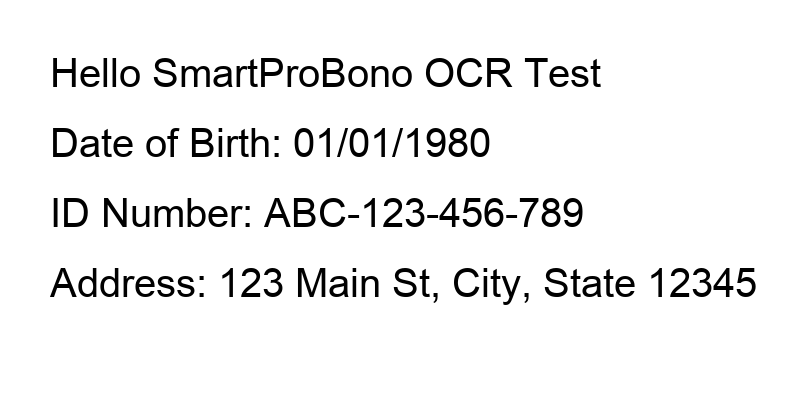 Hello SmartProBono OCR Test
Date of Birth: 01/01/1980
ID Number: ABC-123-456-789
Address: 123 Main St, City, State 12345